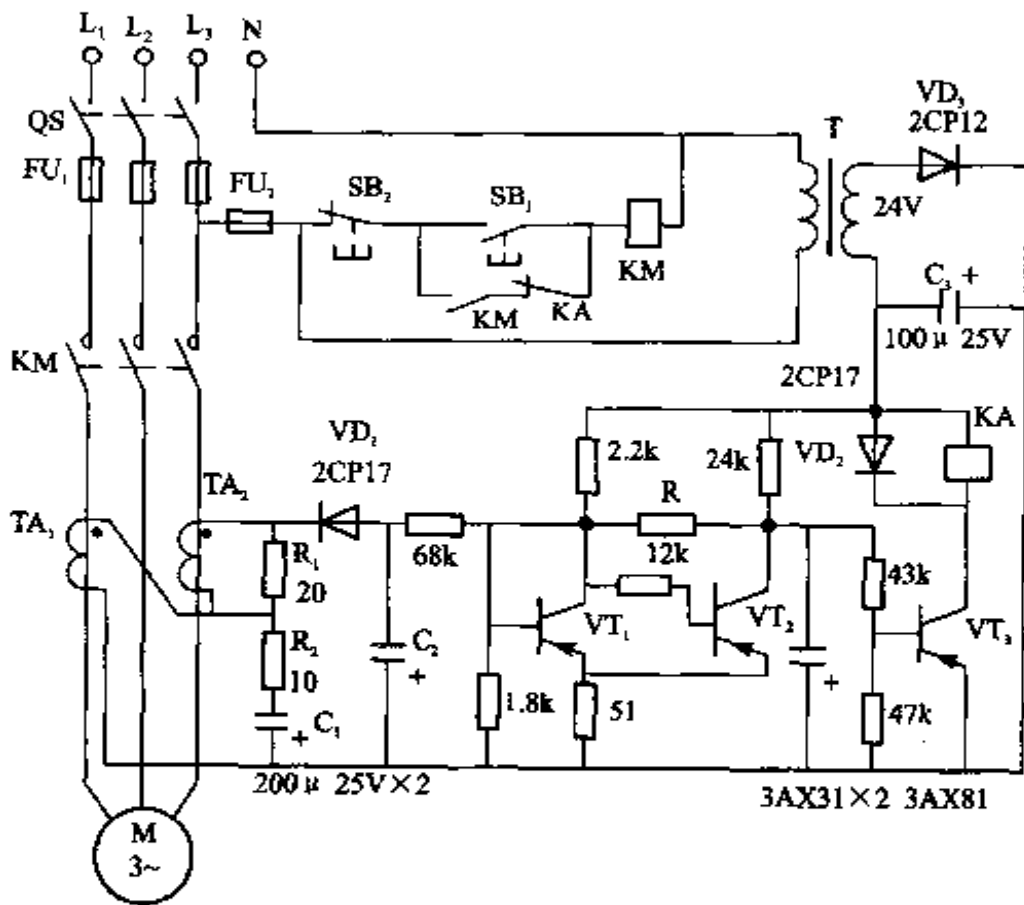 L₁ L₂ L₃ N
QS
FU₁
FU₂
SB₂
SB₁
KM
KM
KA
T
24V
VD₃
2CP12
C₃ +
100μ 25V
KM
2CP17
KA
VD₂
2.2k
24k
R
12k
VD₁
2CP17
68k
TA₁
TA₂
R₁
20
R₂
10
C₁
+
C₂
+
1.8k
51
VT₁
VT₂
+
43k
47k
VT₃
200μ 25V×2
3AX31×2 3AX81
M
3~